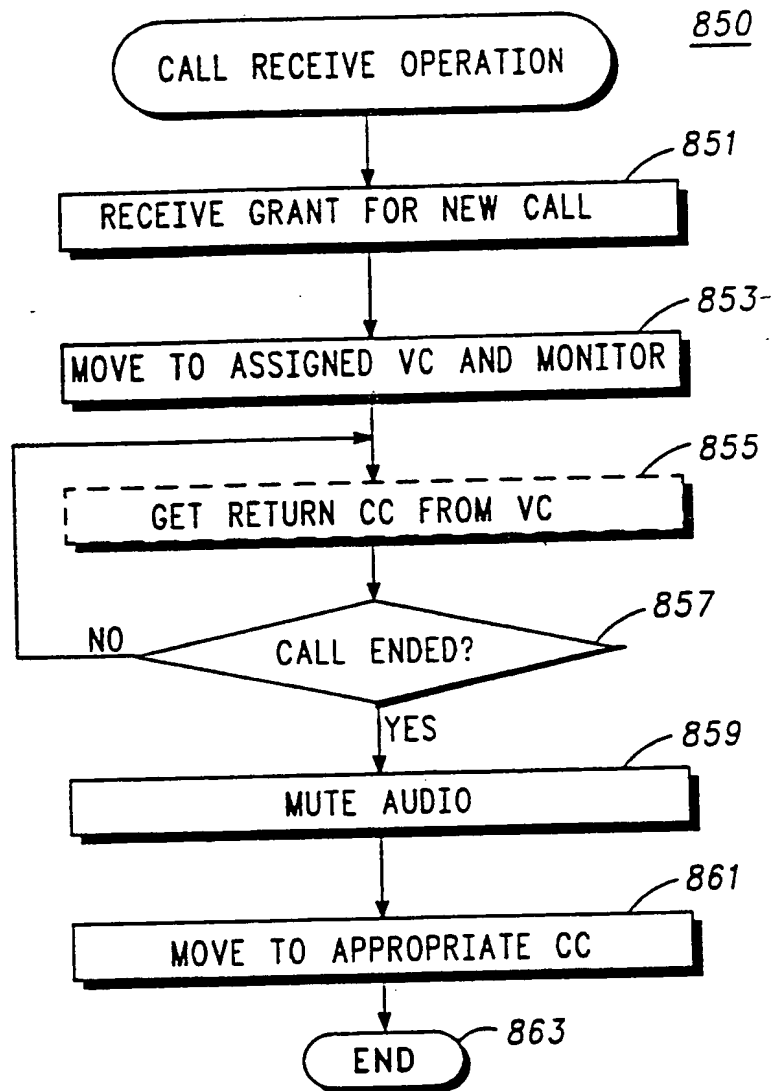 850
CALL RECEIVE OPERATION
851
RECEIVE GRANT FOR NEW CALL
853
MOVE TO ASSIGNED VC AND MONITOR
855
GET RETURN CC FROM VC
857
NO
CALL ENDED?
YES
859
MUTE AUDIO
861
MOVE TO APPROPRIATE CC
863
END